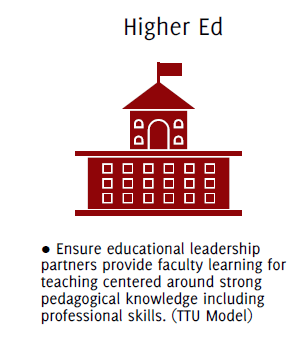 Higher Ed
● Ensure educational leadership
partners provide faculty learning for
teaching centered around strong
pedagogical knowledge including
professional skills. (TTU Model)